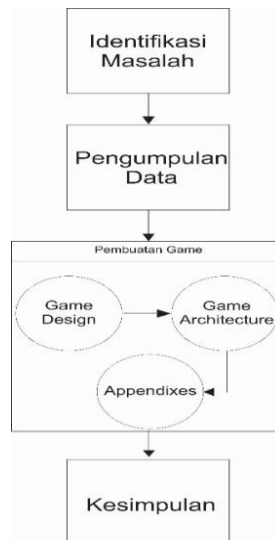 Identifikasi
Masalah
Pengumpulan
Data
Pembuatan Game
Game
Design
Game
Architecture
Appendixes
Kesimpulan